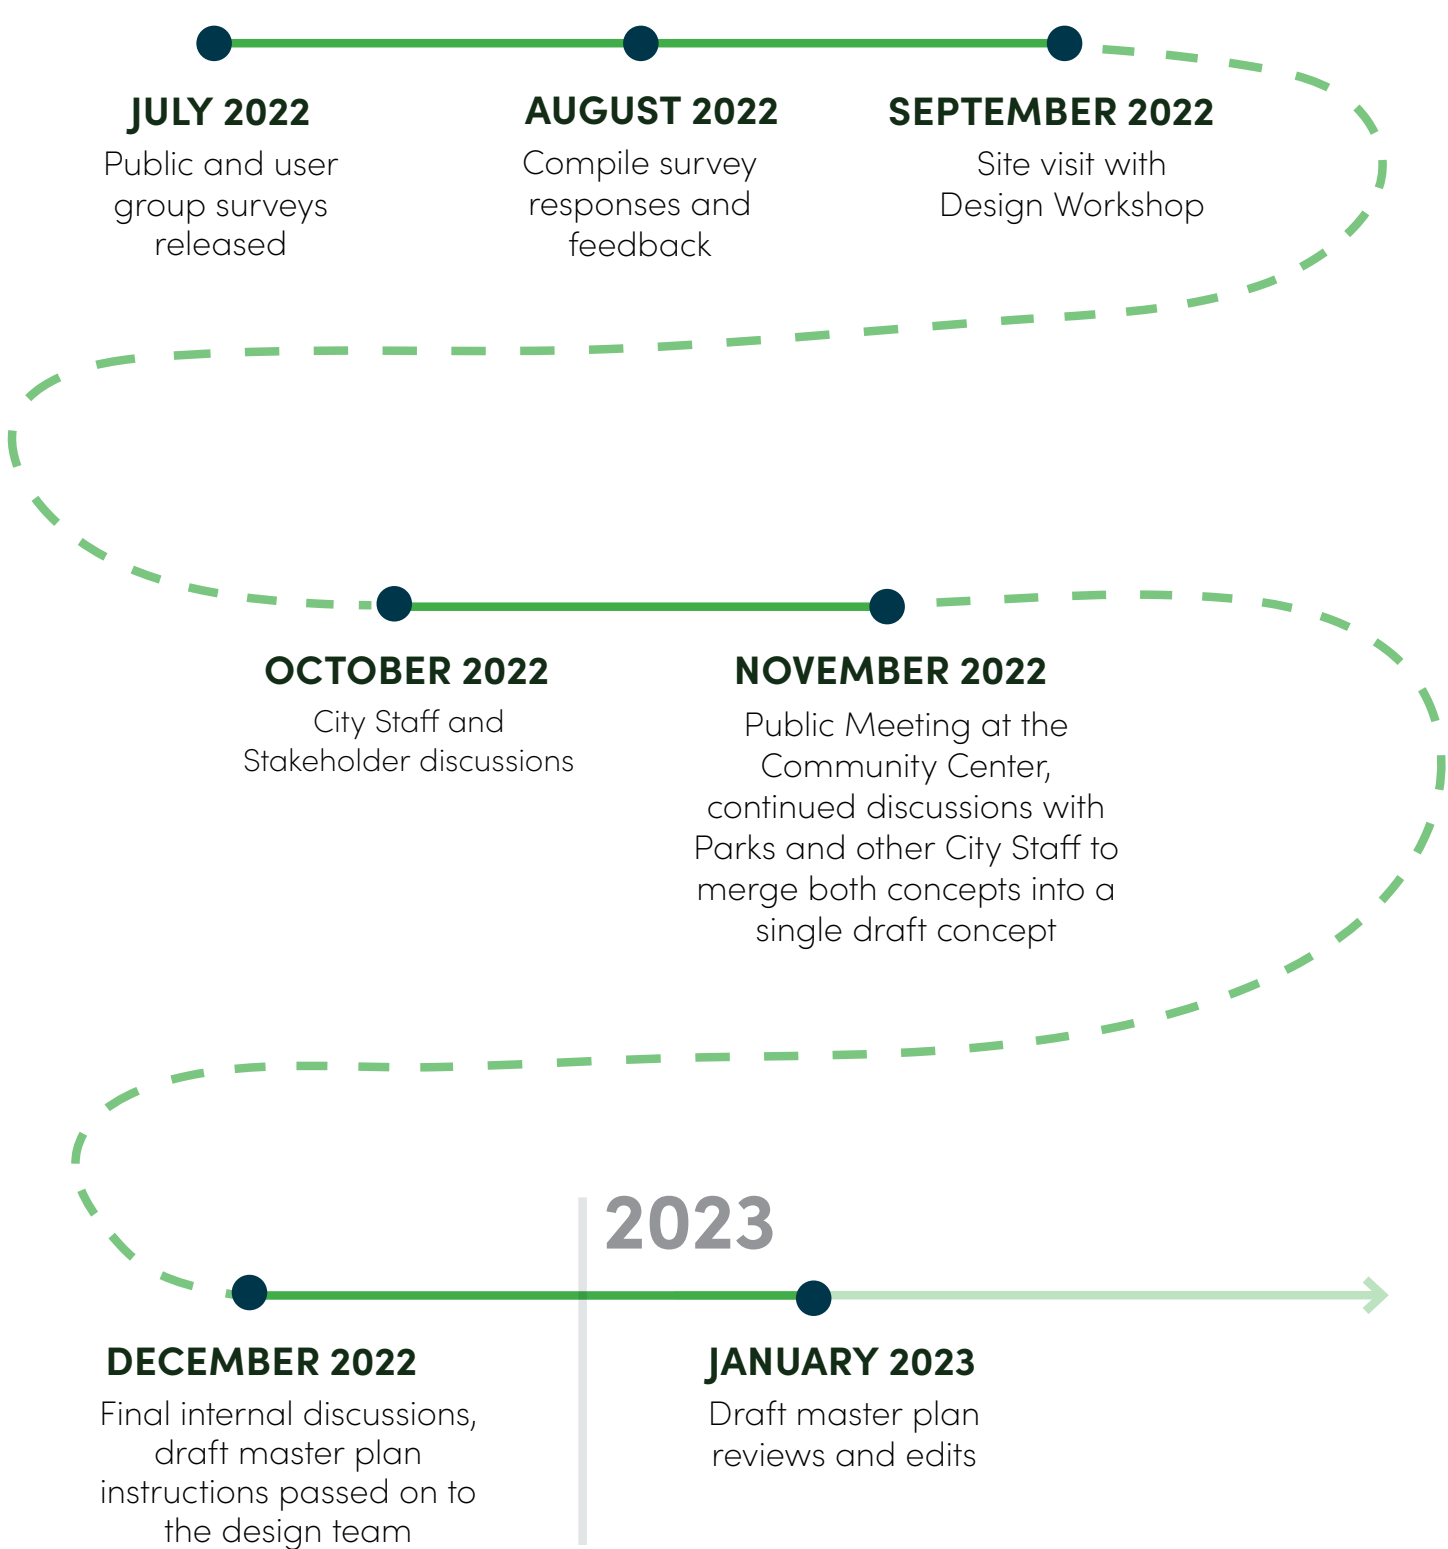 JULY 2022
Public and user
group surveys
released
AUGUST 2022
Compile survey
responses and
feedback
SEPTEMBER 2022
Site visit with
Design Workshop
OCTOBER 2022
City Staff and
Stakeholder discussions
NOVEMBER 2022
Public Meeting at the
Community Center,
continued discussions with
Parks and other City Staff to
merge both concepts into a
single draft concept
2023
DECEMBER 2022
Final internal discussions,
draft master plan
instructions passed on to
the design team
JANUARY 2023
Draft master plan
reviews and edits